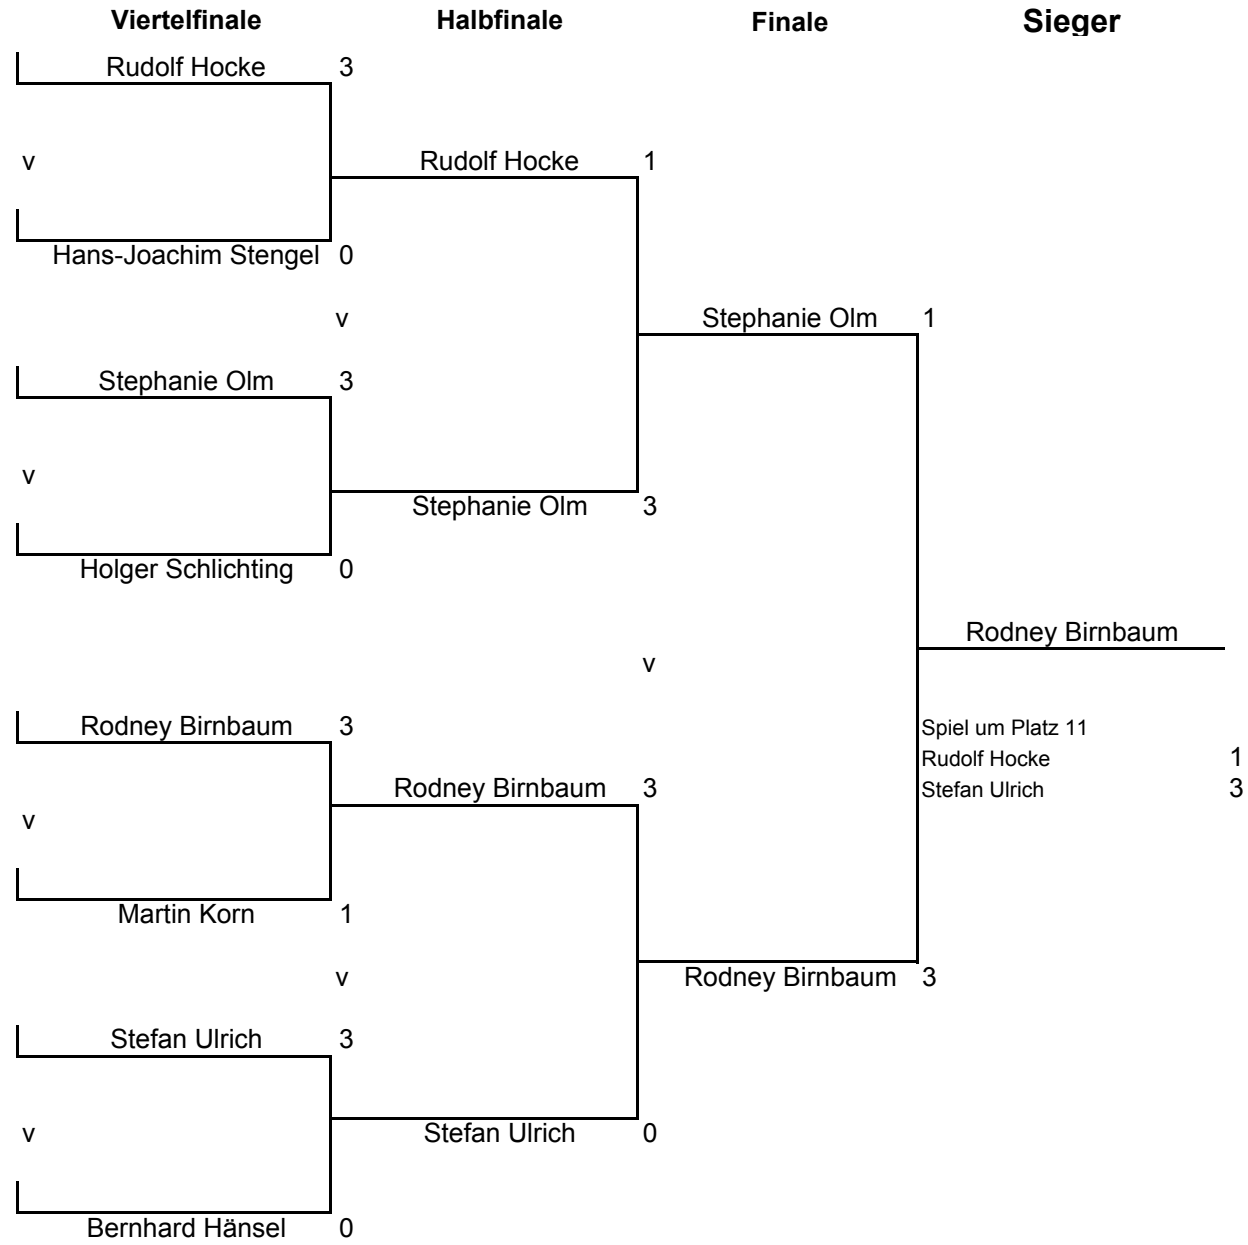 Viertelfinale Halbfinale Finale Sieger
Rudolf Hocke 3
v Rudolf Hocke 1
Hans-Joachim Stengel 0
v Stephanie Olm 1
Stephanie Olm 3
v
Stephanie Olm 3
Holger Schlichting 0
Rodney Birnbaum
v
Rodney Birnbaum 3 Spiel um Platz 11
Rudolf Hocke 1
Rodney Birnbaum 3 Stefan Ulrich 3
v
Martin Korn 1
v Rodney Birnbaum 3
Stefan Ulrich 3
v Stefan Ulrich 0
Bernhard Hänsel 0